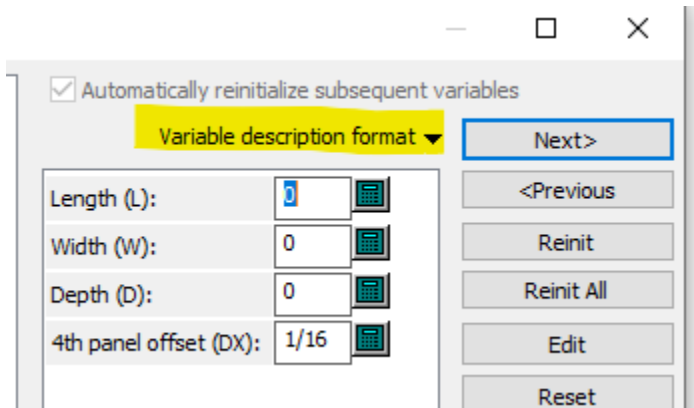 Automatically reinitialize subsequent variables
Variable description format
Next>
Length (L): 0
<Previous
Width (W): 0
Reinit
Depth (D): 0
Reinit All
4th panel offset (DX): 1/16
Edit
Reset